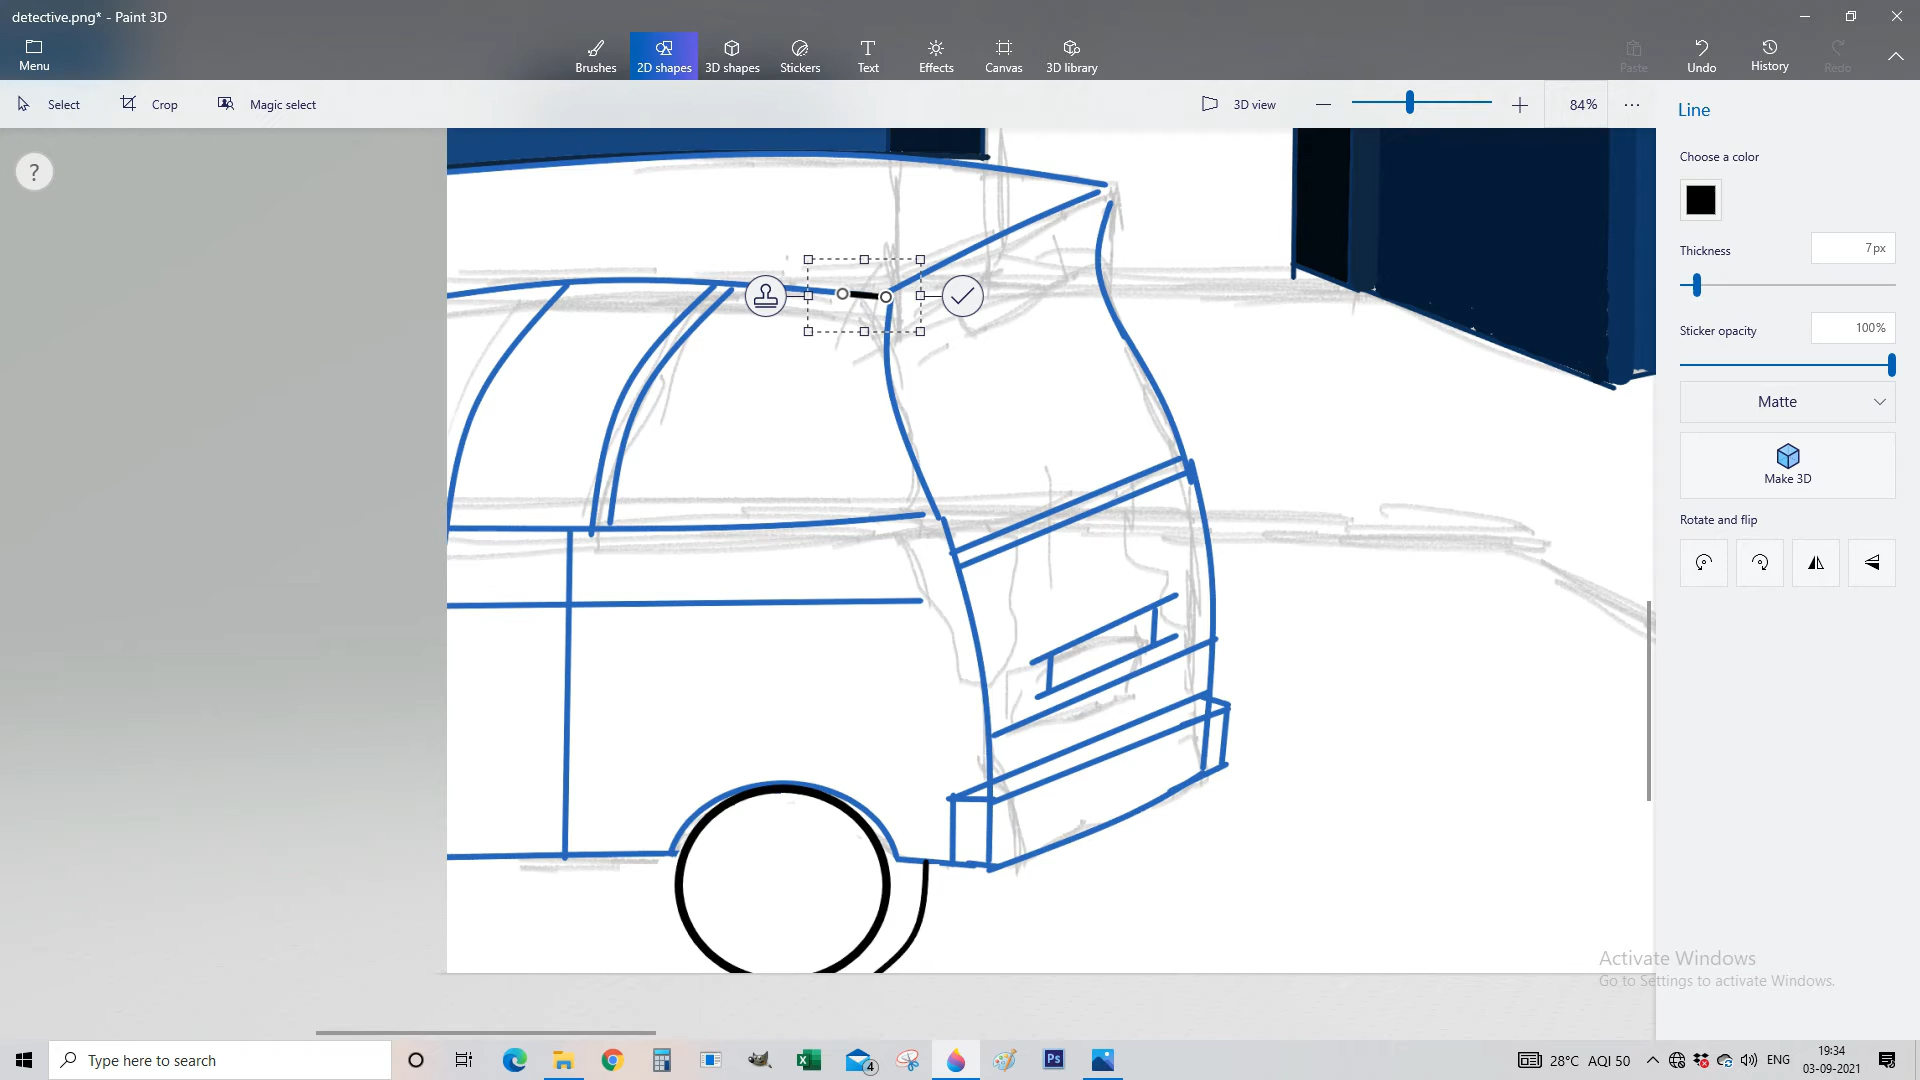 detective.png* - Paint 3D
Menu
Brushes
2D shapes
3D shapes
Stickers
Text
Effects
Canvas
3D library
Paste
Undo
History
Redo
Select
Crop
Magic select
3D view
84%
Line
?
Choose a color
Thickness
7px
Sticker opacity
100%
Matte
Make 3D
Rotate and flip
Activate Windows
Go to Settings to activate Windows.
Type here to search
4
Ps
28°C AQI 50
ENG
19:34
03-09-2021